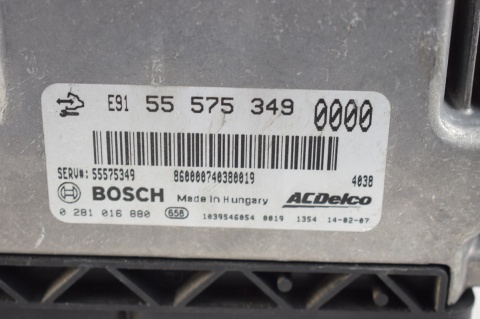 E91 55 575 349 0000
SERV#: 55575349 860000740380019 4038
BOSCH Made in Hungary ACDelco
0 281 016 880 658 1039S46054 0019 1354 14-02-07